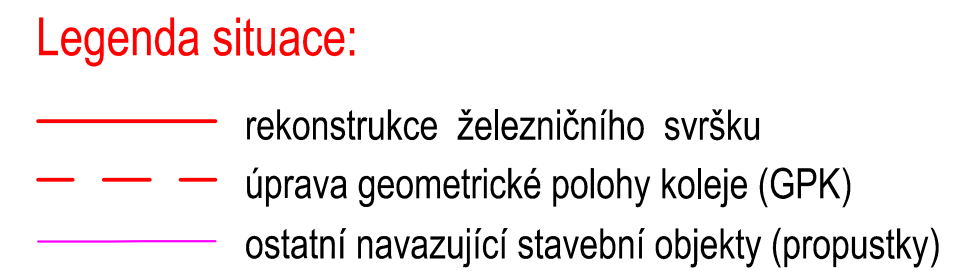 Legenda situace:
rekonstrukce železničního svršku
úprava geometrické polohy koleje (GPK)
ostatní navazující stavební objekty (propustky)